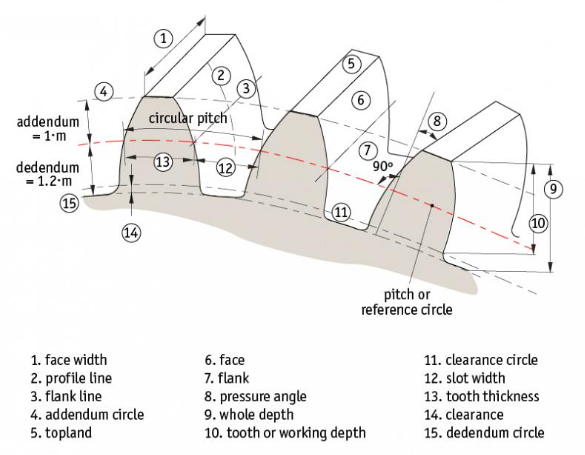 1
2
3
4
5
6
8
addendum
= 1·m
circular pitch
7
90°
9
dedendum
= 1.2·m
13
12
10
15
11
14
pitch or
reference circle
1. face width
2. profile line
3. flank line
4. addendum circle
5. topland
6. face
7. flank
8. pressure angle
9. whole depth
10. tooth or working depth
11. clearance circle
12. slot width
13. tooth thickness
14. clearance
15. dedendum circle